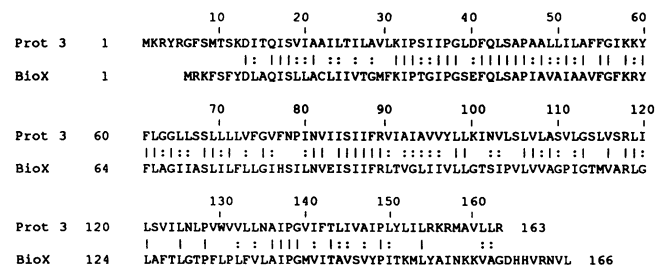 10 20 30 40 50 60
Prot 3 1 MKRYRGFSMTSKDITQISVIAAILTILAVLKIPSIIPGLDFQLSAPAALLILAFFGIKKY
BioX 1 MRKFSFYDLAQISLLACLIIVTGMFKIPTGIPGSEFQLSAPIAVAIAAVFGFKRY
70 80 90 100 110 120
Prot 3 60 FLGGLLSSLLLLVFGVFNPINVIISIIFRVIAIAVVYLLKINVLSLVLASVLGSLVSRLI
BioX 64 FLAGIIASLILFLLGIHSILNVEISIIFRLTVGLIIVLLGTSIPVLVVAGPIGTMVARLG
130 140 150 160
Prot 3 120 LSVILNLPVWVVLLNAIPGVIFTLIVAIPLYLILRKRMAVLLR 163
BioX 124 LAFTLGTPFLPLFVLAIPGMVITAVSVYPITKMLYAINKKVAGDHHVRNVL 166